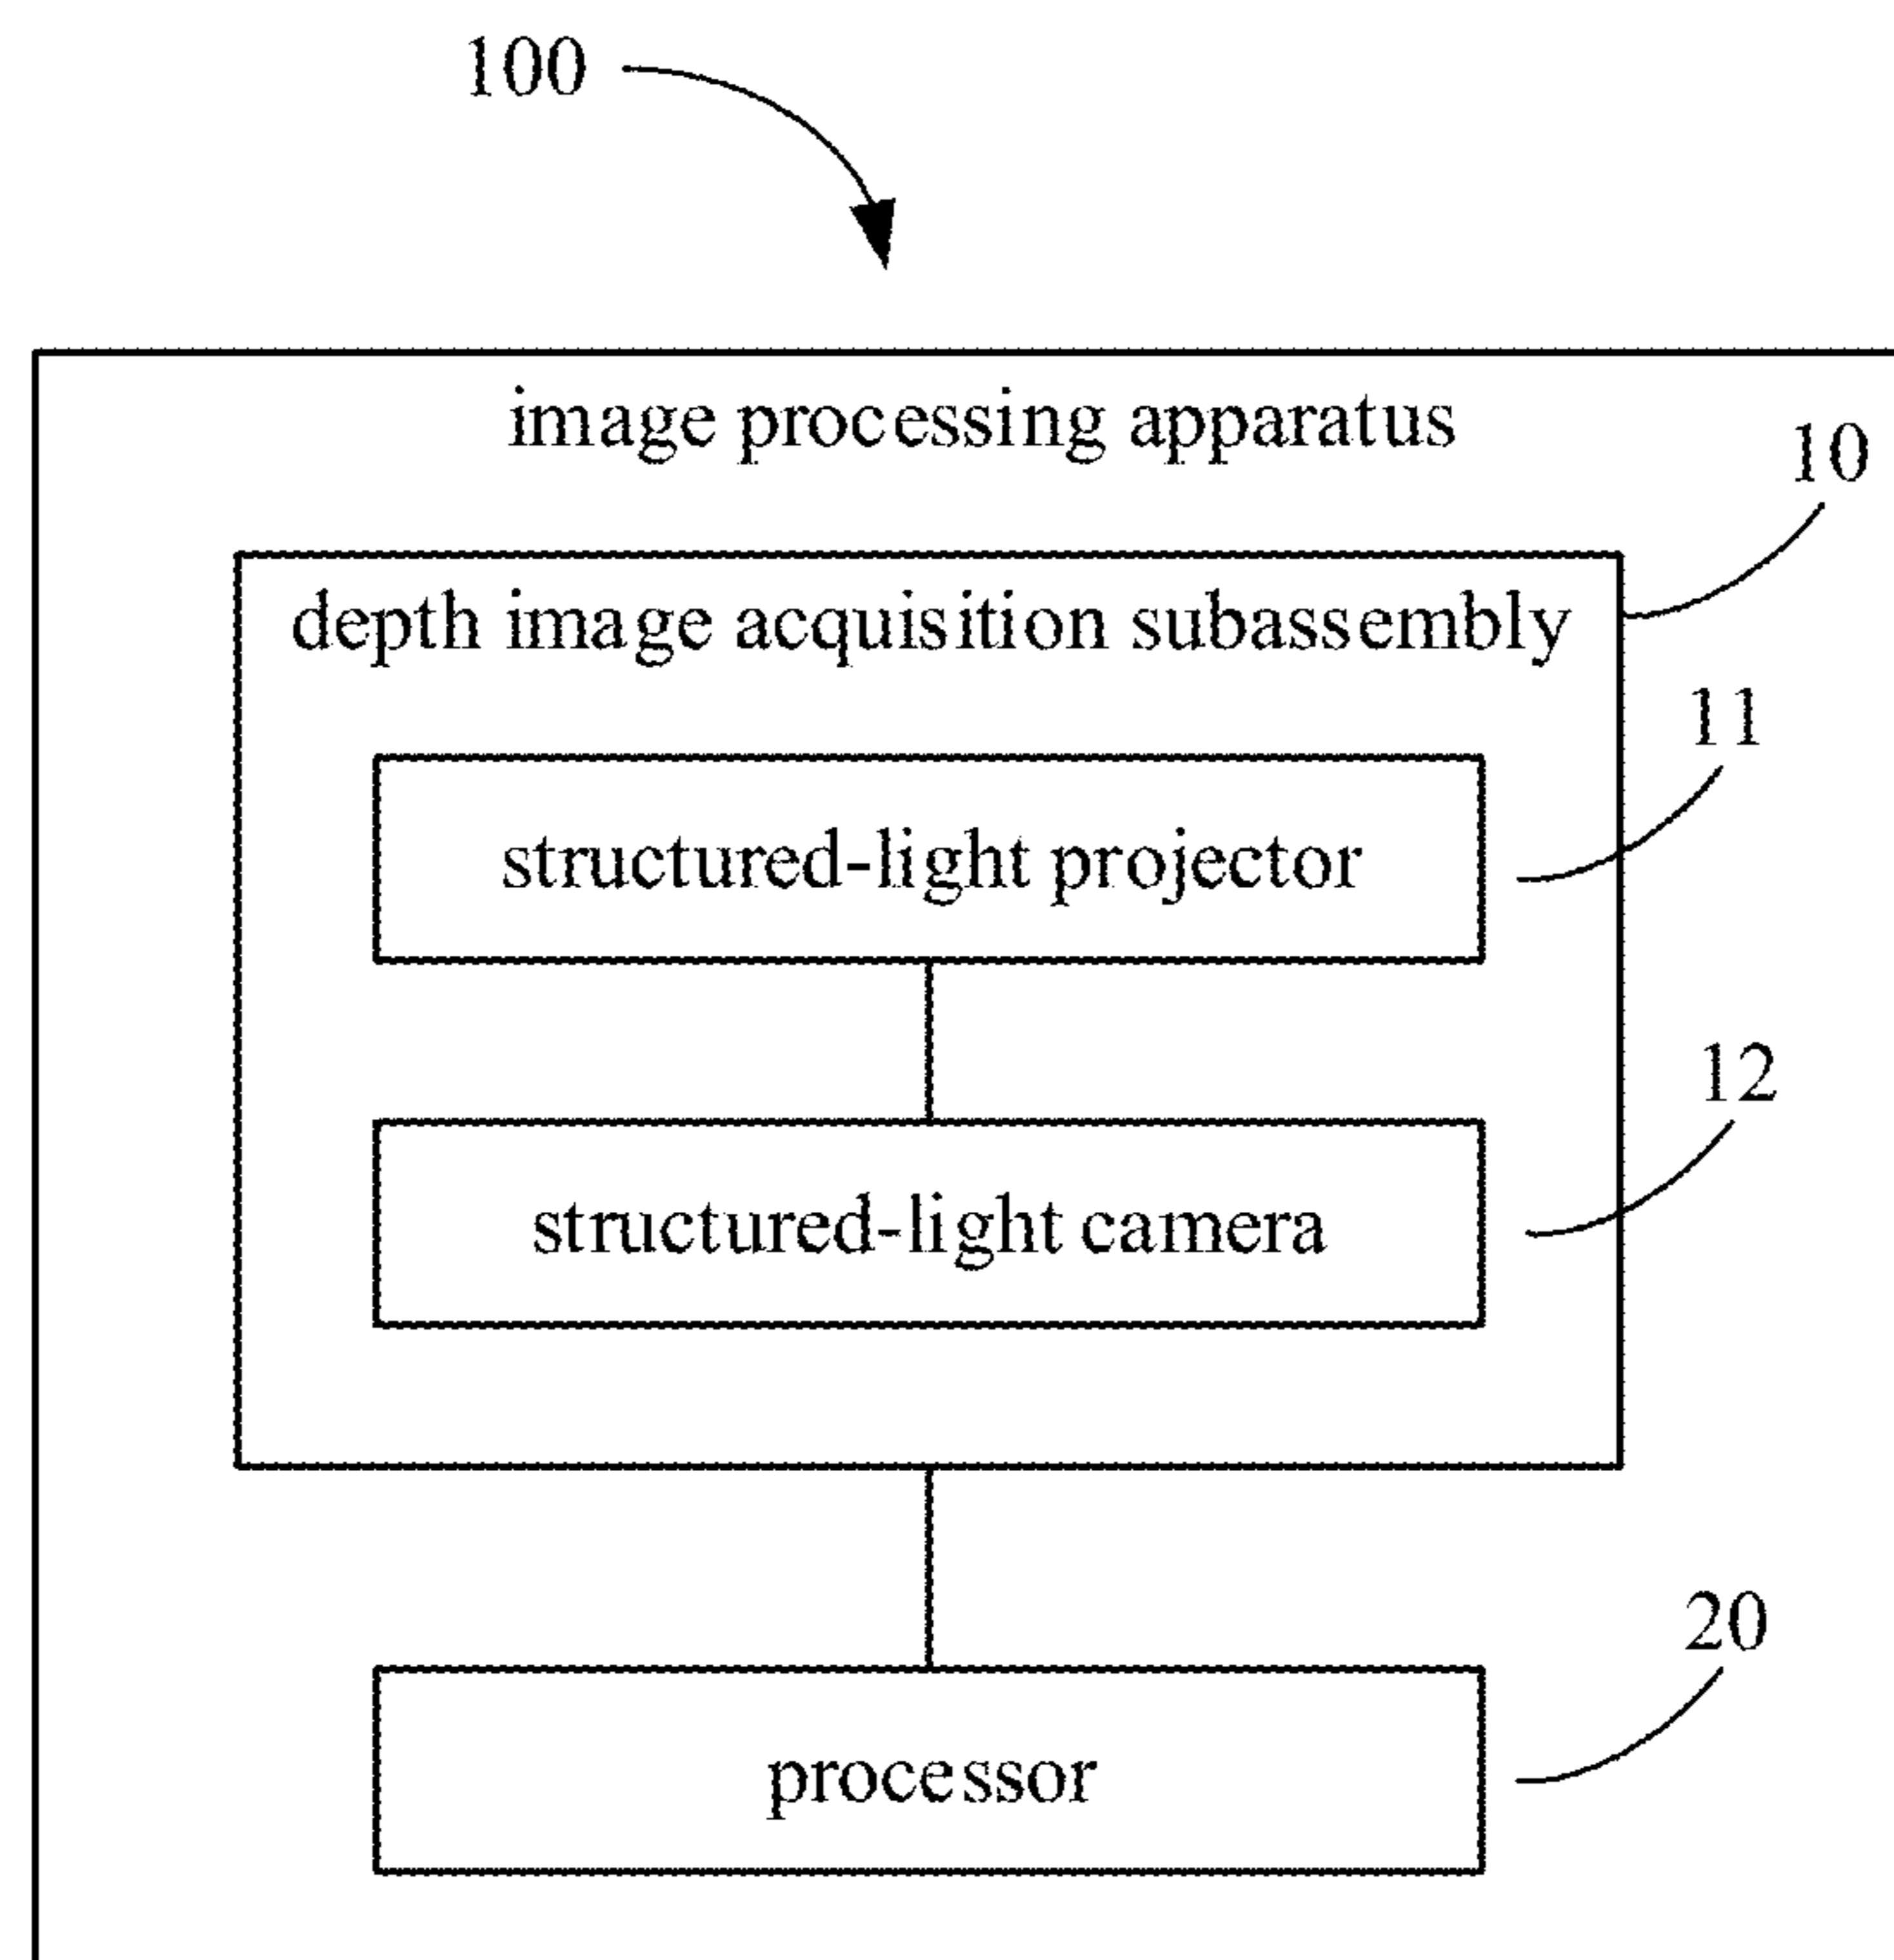 100
image processing apparatus
10
depth image acquisition subassembly
11
structured-light projector
12
structured-light camera
20
processor